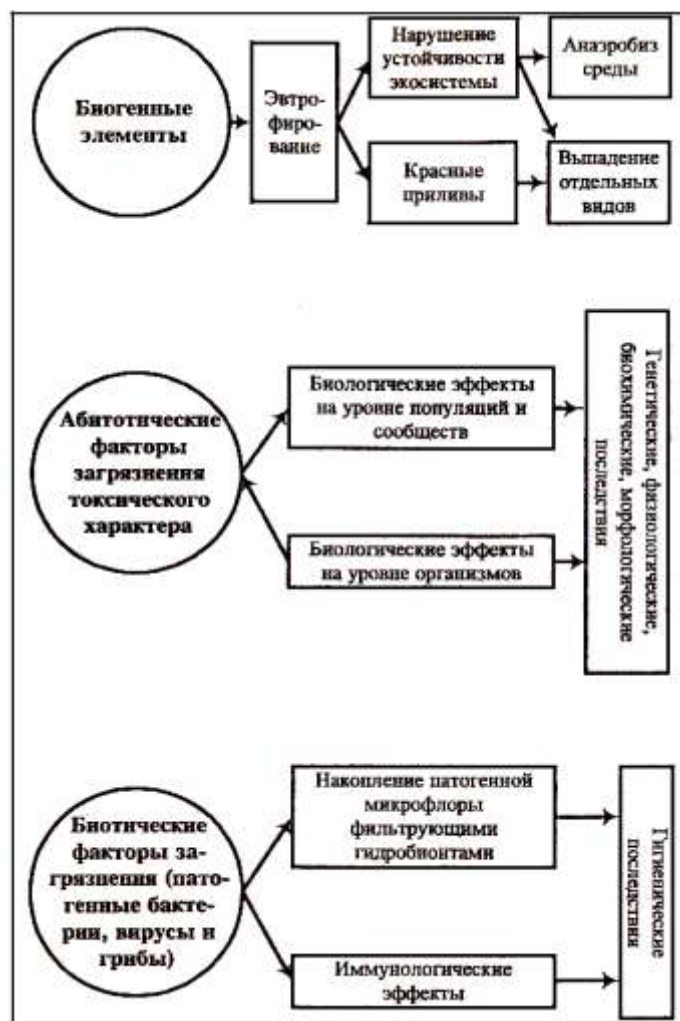 Биогенные
элементы
Эвтро-
фиро-
вание
Нарушение
устойчивости
экосистемы
Анаэробиз
среды
Красные
приливы
Выпадение
отдельных
видов
Абитотические
факторы
загрязнения
токсического
характера
Биологические эффекты
на уровне популяций и
сообществ
Биологические эффекты
на уровне организмов
Генетические, физиологические,
биохимические, морфологические
последствия
Биотические
факторы за-
грязнения (пато-
генные бакте-
рии, вирусы и
грибы)
Накопление патогенной
микрофлоры
фильтрующими
гидробионтами
Иммунологические
эффекты
Гигиенические
последствия